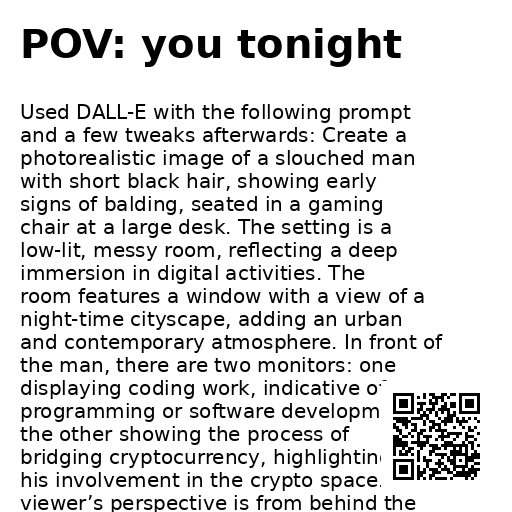 POV: you tonight
Used DALL-E with the following prompt
and a few tweaks afterwards: Create a
photorealistic image of a slouched man
with short black hair, showing early
signs of balding, seated in a gaming
chair at a large desk. The setting is a
low-lit, messy room, reflecting a deep
immersion in digital activities. The
room features a window with a view of a
night-time cityscape, adding an urban
and contemporary atmosphere. In front of
the man, there are two monitors: one
displaying coding work, indicative of
programming or software developm
the other showing the process of
bridging cryptocurrency, highlighting
his involvement in the crypto space.
viewer’s perspective is from behind the